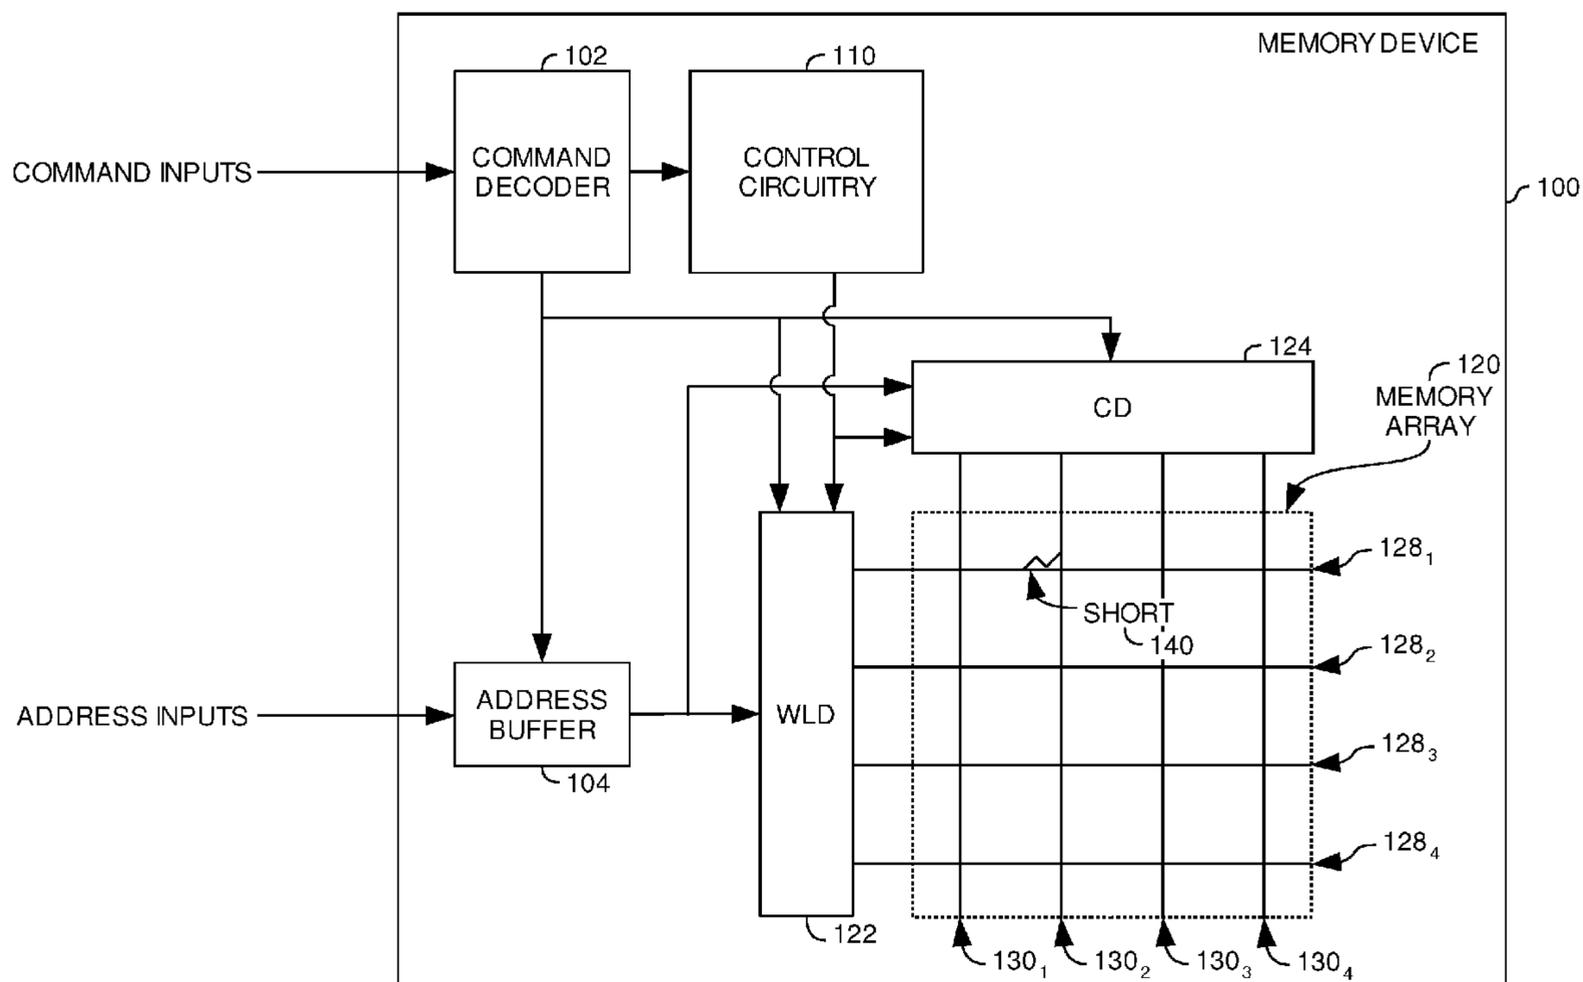 MEMORY DEVICE
102
110
COMMAND INPUTS
COMMAND
DECODER
CONTROL
CIRCUITRY
100
124
CD
120
MEMORY
ARRAY
128₁
SHORT
140
128₂
ADDRESS INPUTS
ADDRESS
BUFFER
WLD
104
128₃
128₄
122
130₁ 130₂ 130₃ 130₄